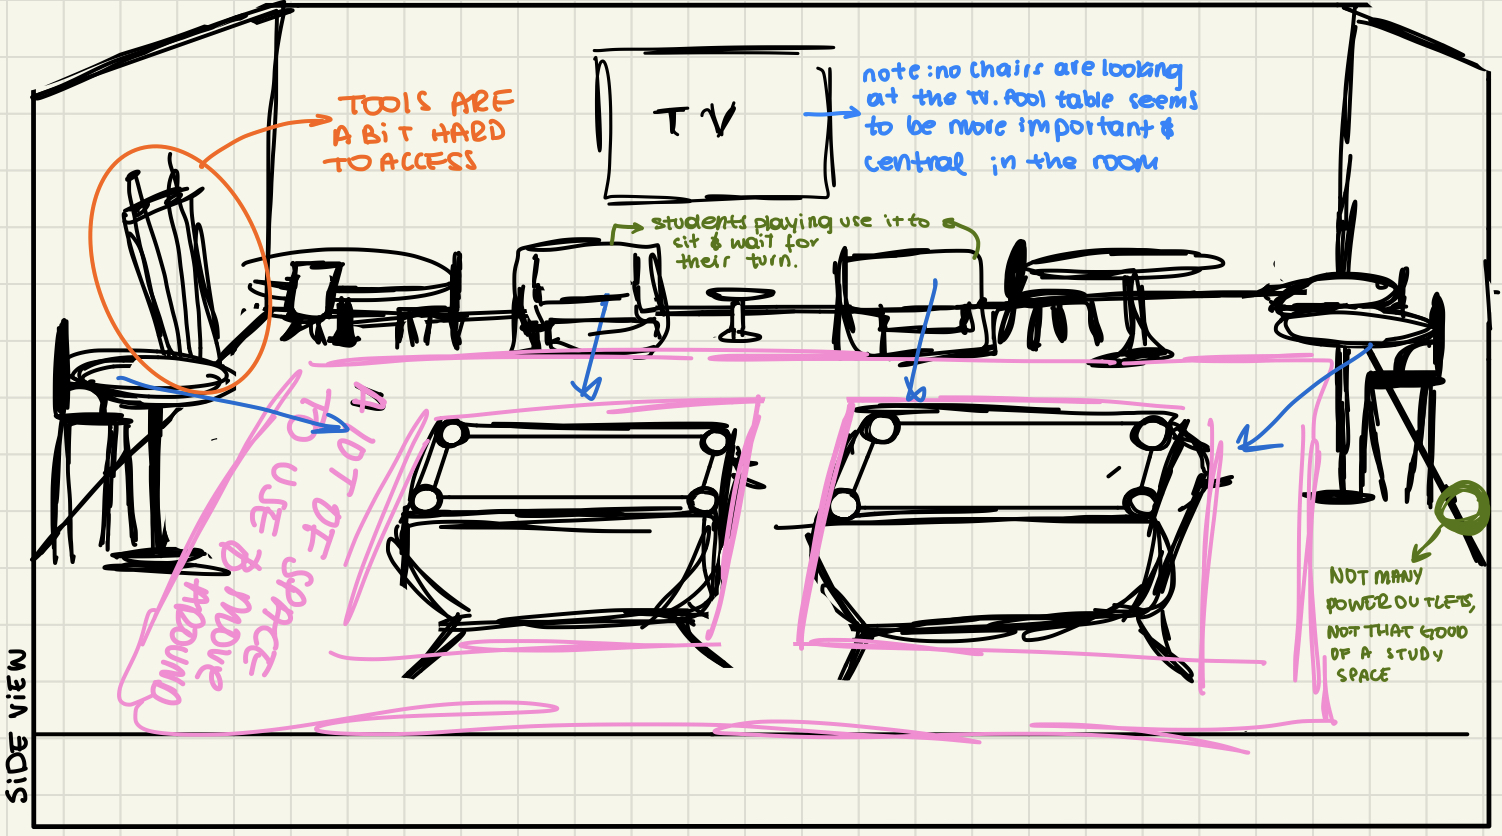 TV
TOOLS ARE
A BIT HARD
TO ACCESS
note: no chairs are looking
at the TV. Pool table seems
to be more important &
central in the room
students playing use it to
sit & wait for
their turn.
A LOT OF SPACE
TO USE & MOVE
AROUND
NOT MANY
POWER OUTLETS,
NOT THAT GOOD
OF A STUDY
SPACE
SIDE VIEW